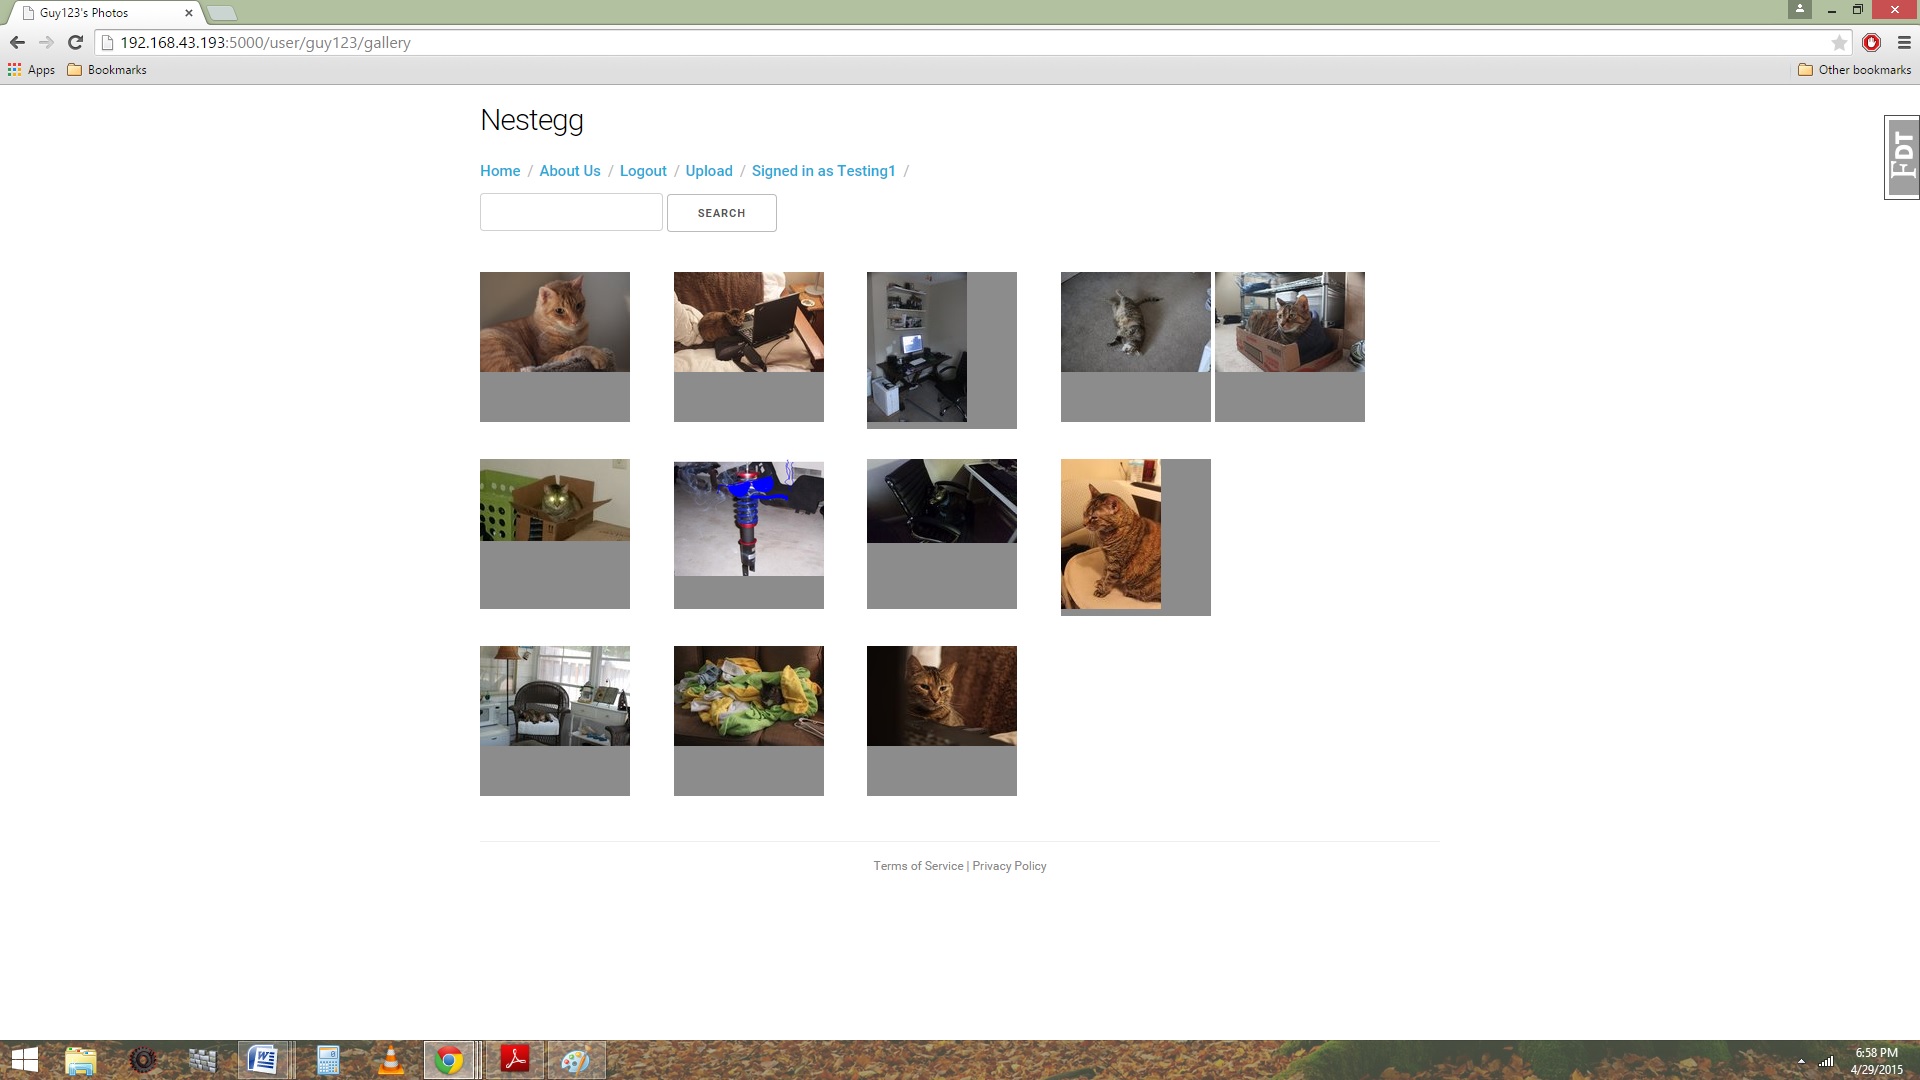 Guy123's Photos
192.168.43.193:5000/user/guy123/gallery
Apps Bookmarks Other bookmarks
Nestegg
FDT
Home / About Us / Logout / Upload / Signed in as Testing1 /
SEARCH
Terms of Service | Privacy Policy
6:58 PM
4/29/2015